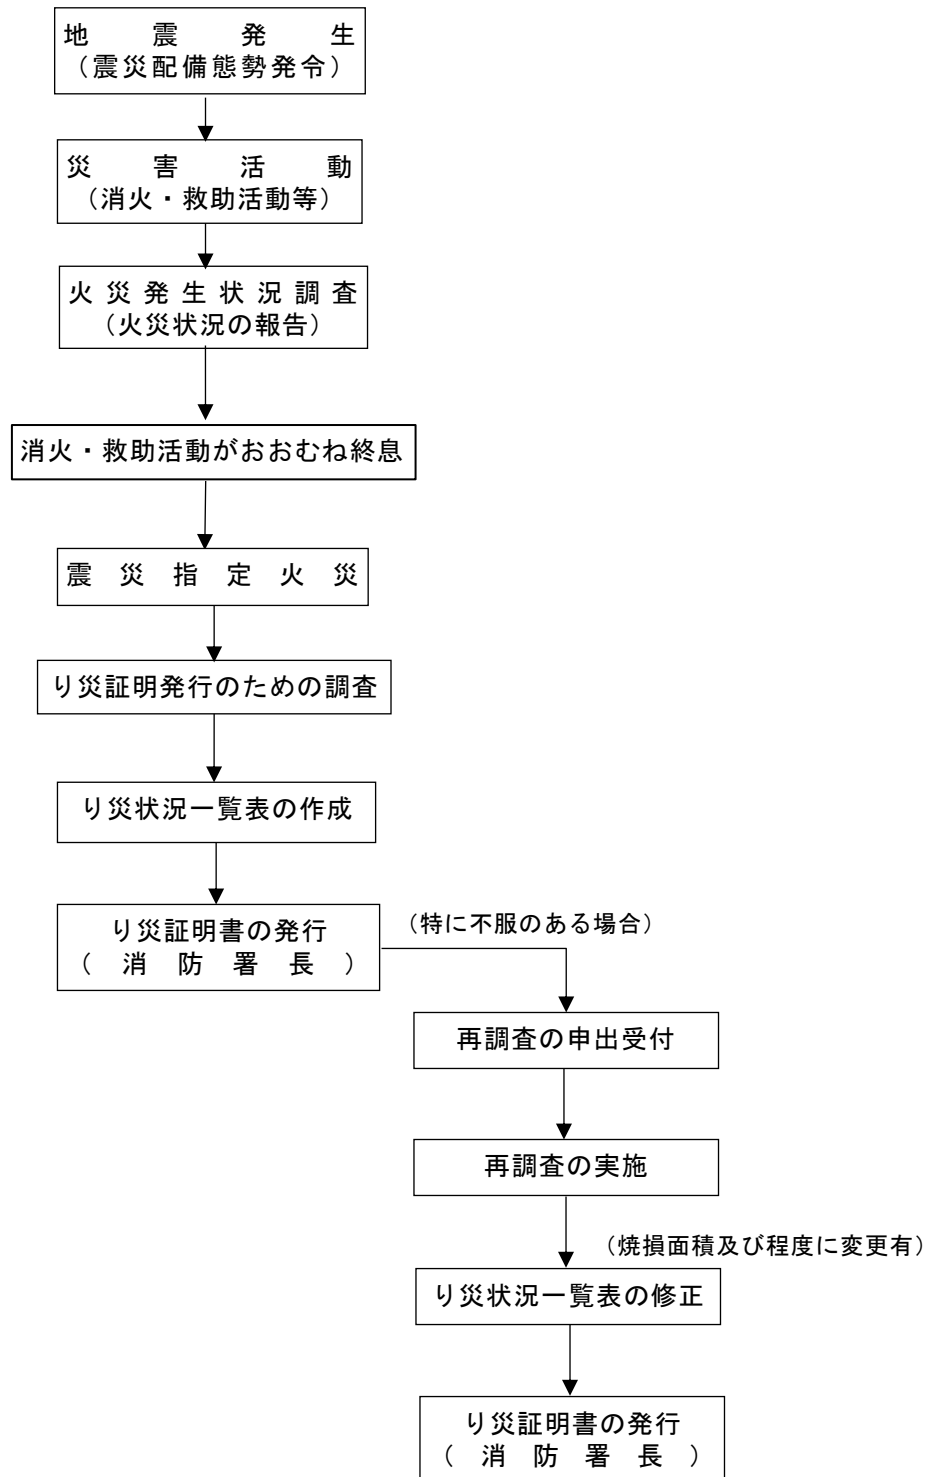 地震発生
（震災配備態勢発令）
災害活動
（消火・救助活動等）
火災発生状況調査
（火災状況の報告）
消火・救助活動がおおむね終息
震災指定火災
り災証明発行のための調査
り災状況一覧表の作成
り災証明書の発行
（消防署長）
（特に不服のある場合）
再調査の申出受付
再調査の実施
（焼損面積及び程度に変更有）
り災状況一覧表の修正
り災証明書の発行
（消防署長）